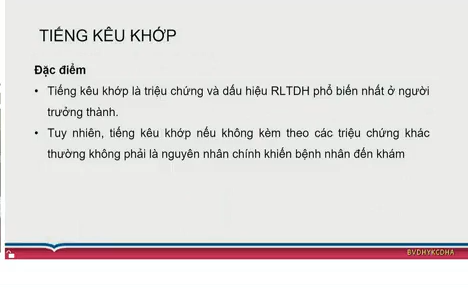 TIẾNG KÊU KHỚP
Đặc điểm
• Tiếng kêu khớp là triệu chứng và dấu hiệu RLTDH phổ biến nhất ở người
trưởng thành.
• Tuy nhiên, tiếng kêu khớp nếu không kèm theo các triệu chứng khác
thường không phải là nguyên nhân chính khiến bệnh nhân đến khám
BVDHYKCDHA